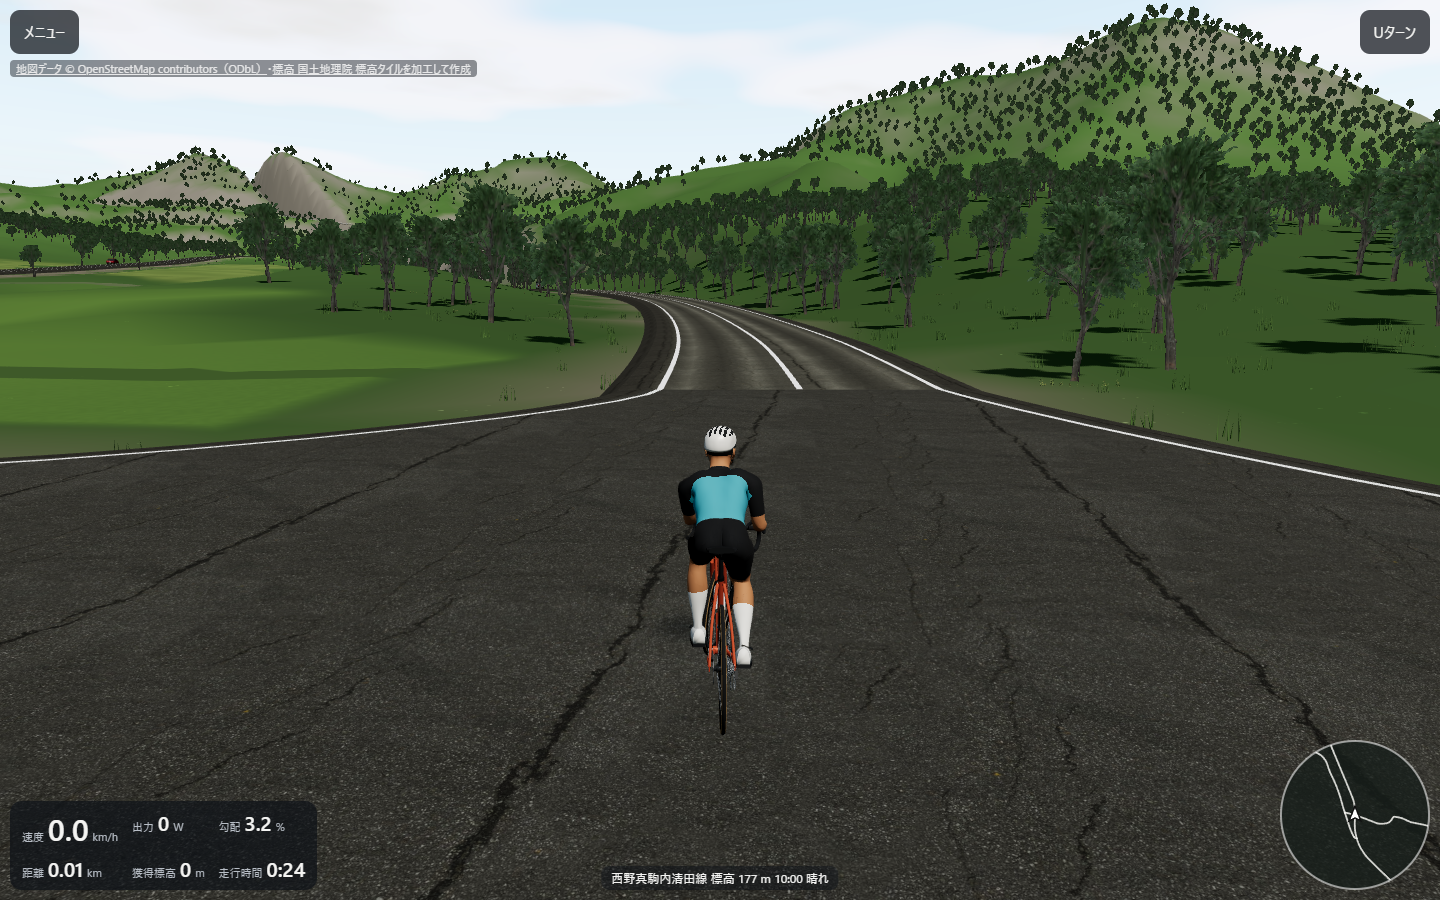 メニュー
Uターン
地図データ © OpenStreetMap contributors（ODbL）・標高 国土地理院 標高タイルを加工して作成
速度 0.0 km/h 出力 0 W 勾配 3.2 %
距離 0.01 km 獲得標高 0 m 走行時間 0:24
西野真駒内清田線 標高 177 m 10:00 晴れ